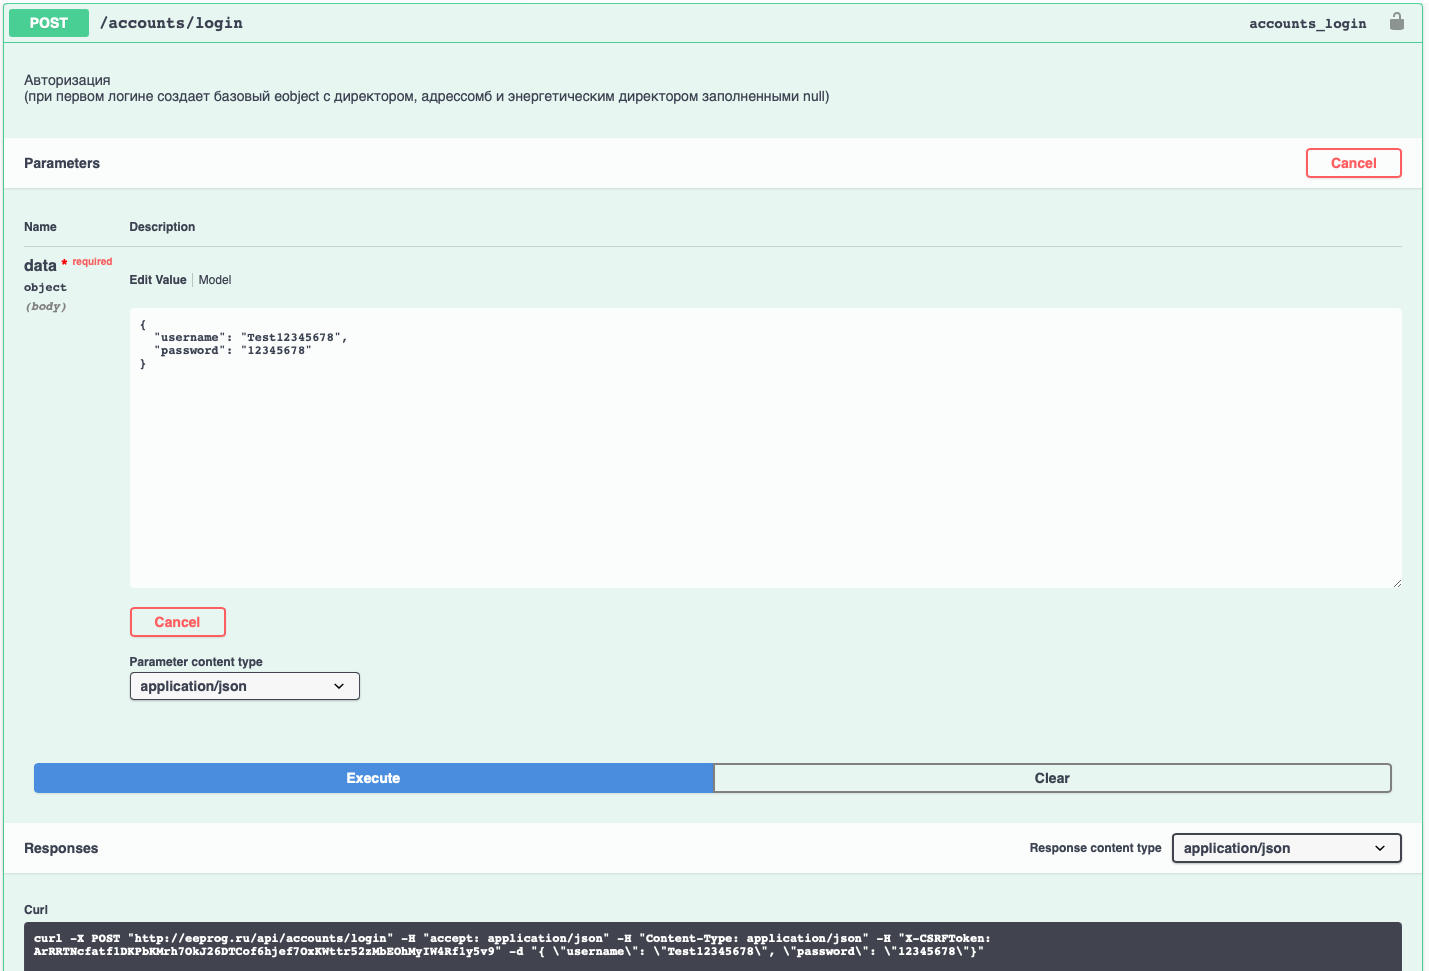 POST /accounts/login accounts_login
Авторизация
(при первом логине создает базовый eobject с директором, адрессомб и энергетическим директором заполненными null)
Parameters Cancel
Name Description
data * required
object
(body)
Edit Value Model
{
"username": "Test12345678",
"password": "12345678"
}
Cancel
Parameter content type
application/json
Execute Clear
Responses Response content type application/json
Curl
curl -X POST "http://eeprog.ru/api/accounts/login" -H "accept: application/json" -H "Content-Type: application/json" -H "X-CSRFToken:
ArRRTNcfatf1DKPbKMrh7OkJ26DTCof6hjef7OxKWttr52zMbEOhMyIW4Rfly5v9" -d "{ \"username\": \"Test12345678\", \"password\": \"12345678\"}"